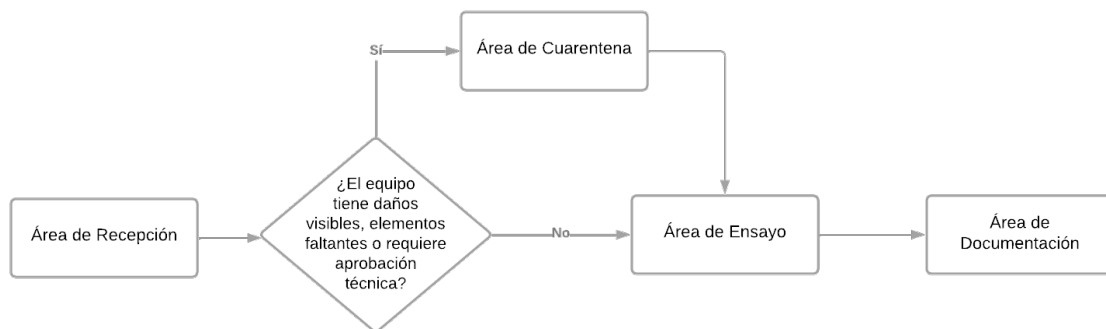 Sí
Área de Cuarentena
¿El equipo
tiene daños
visibles, elementos
faltantes o requiere
aprobación
técnica?
Área de Recepción
No
Área de Ensayo
Área de
Documentación